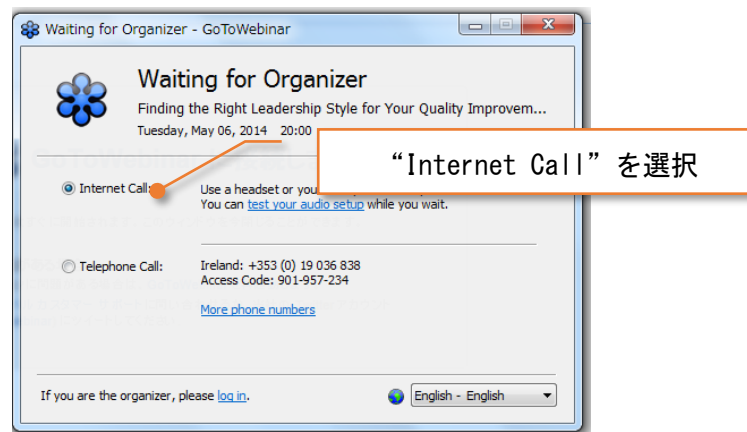 Waiting for Organizer - GoToWebinar
Waiting for Organizer
Finding the Right Leadership Style for Your Quality Improvem...
Tuesday, May 06, 2014 20:00
“Internet Call” を選択
Internet Call:
Use a headset or you
You can test your audio setup while you wait.
Telephone Call:
Ireland: +353 (0) 19 036 838
Access Code: 901-957-234
More phone numbers
If you are the organizer, please log in.
English - English